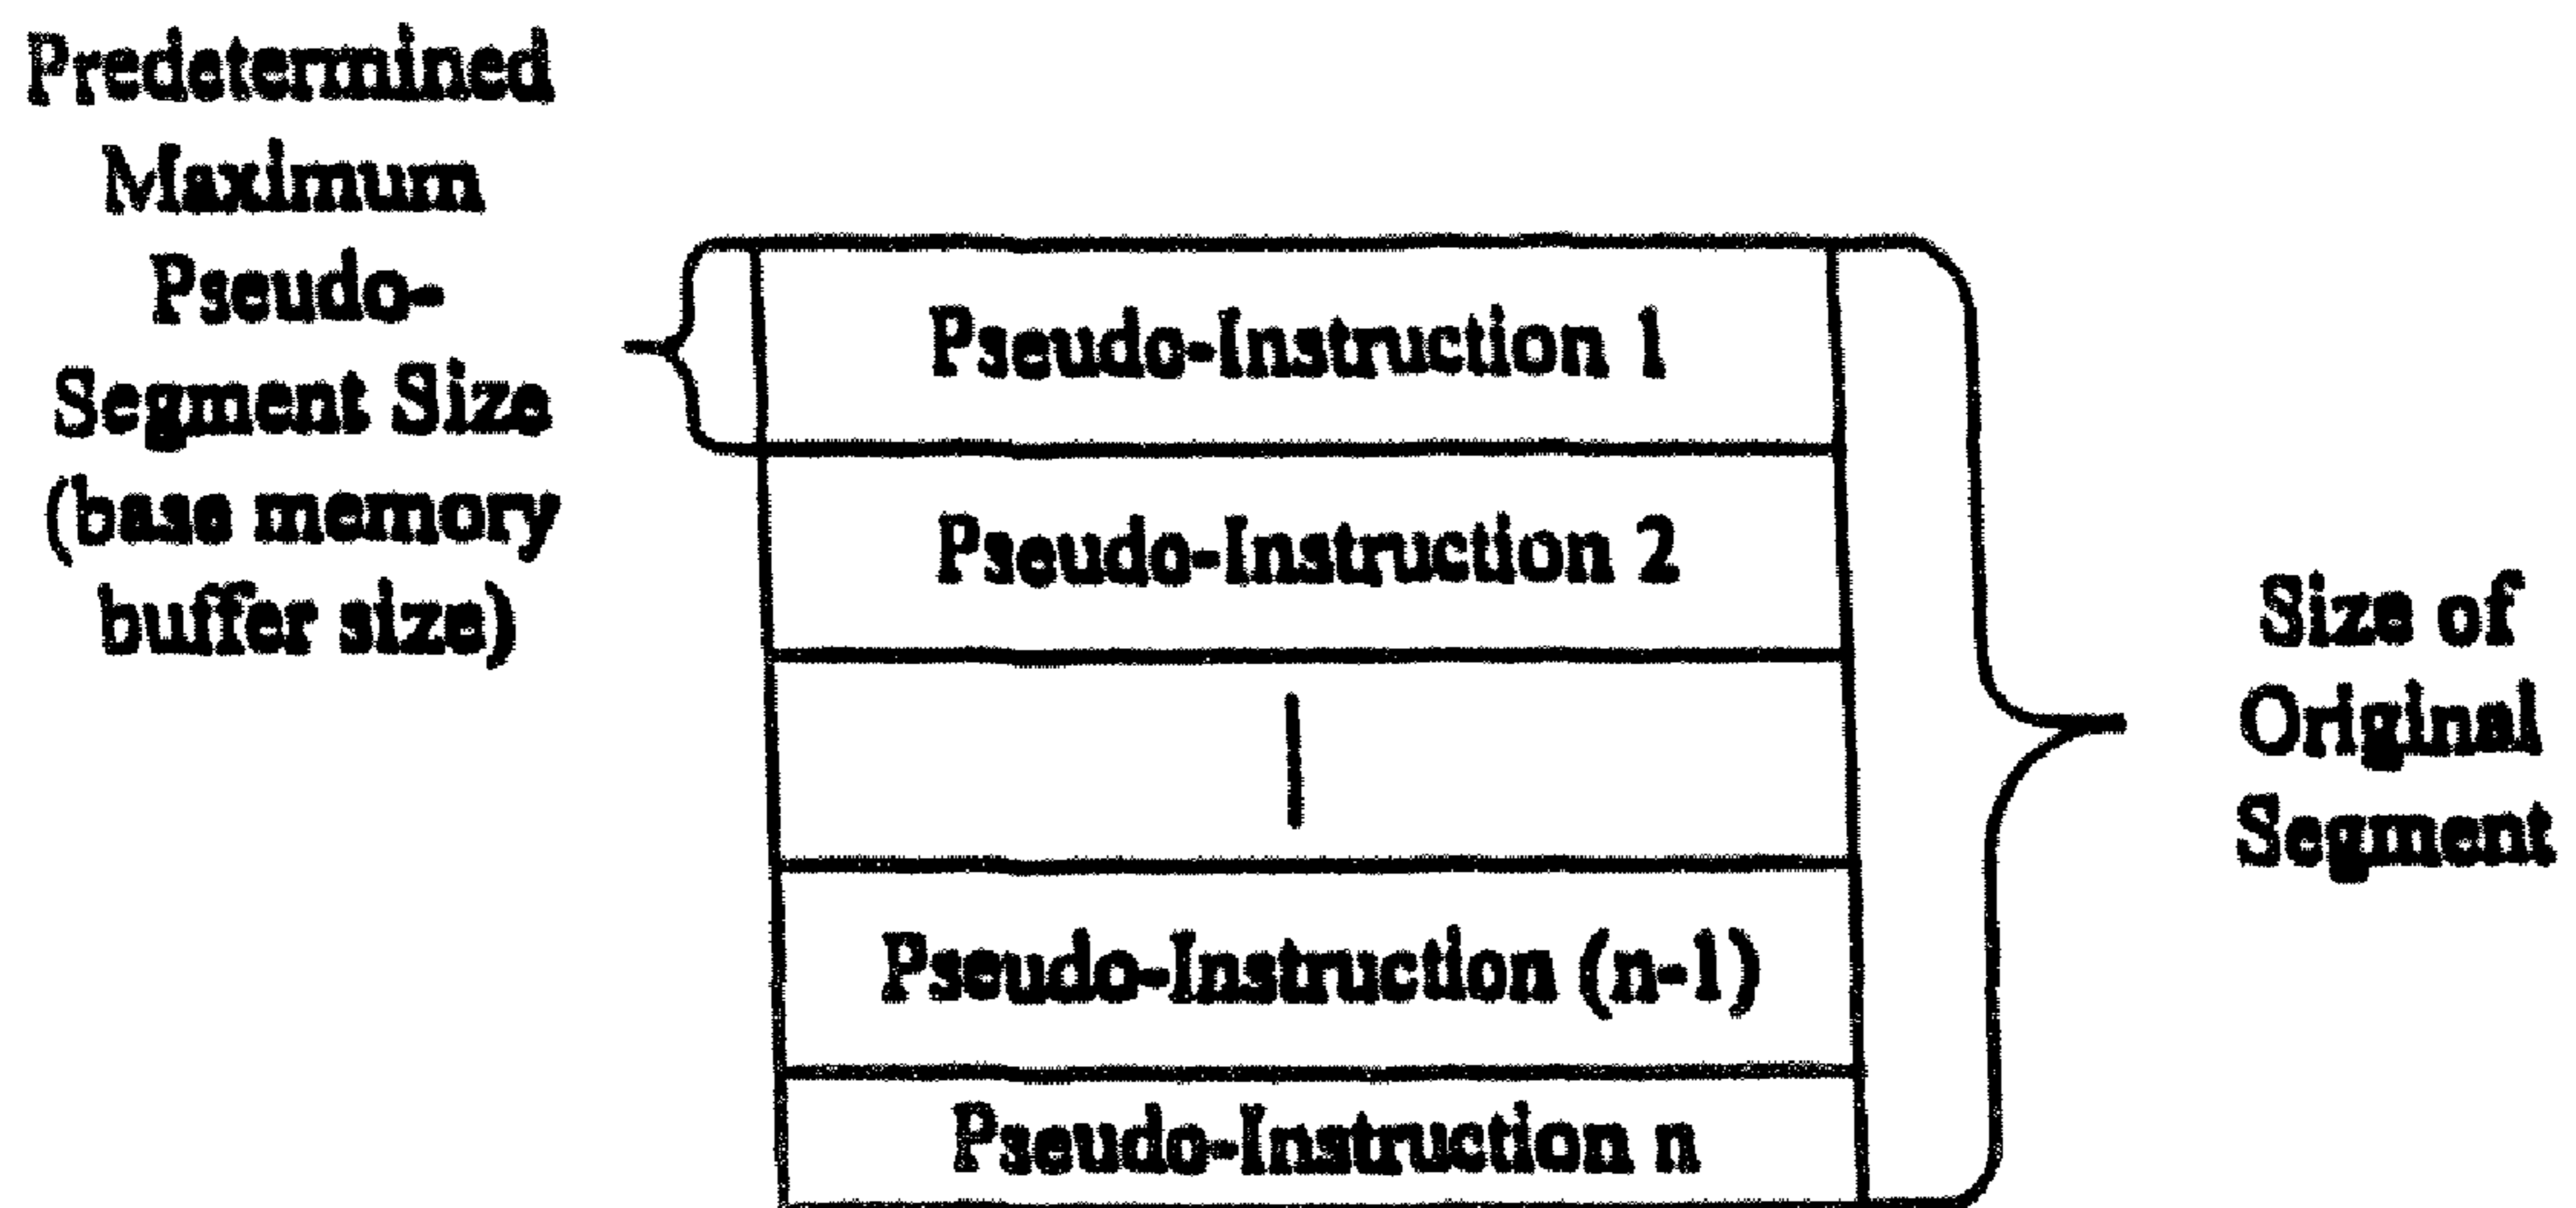 Predetermined
Maximum
Pseudo-
Segment Size
(base memory
buffer size)
Pseudo-Instruction 1
Pseudo-Instruction 2
Pseudo-Instruction (n-1)
Pseudo-Instruction n
Size of
Original
Segment